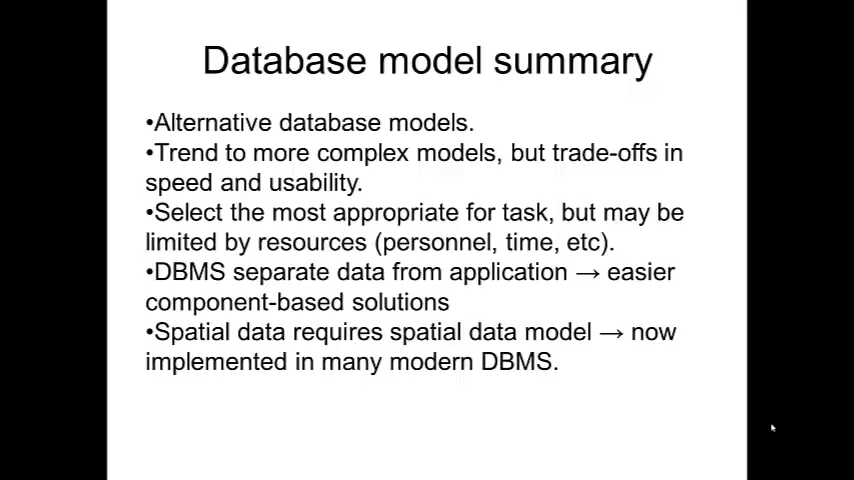 Database model summary
•Alternative database models.
•Trend to more complex models, but trade-offs in
speed and usability.
•Select the most appropriate for task, but may be
limited by resources (personnel, time, etc).
•DBMS separate data from application → easier
component-based solutions
•Spatial data requires spatial data model → now
implemented in many modern DBMS.